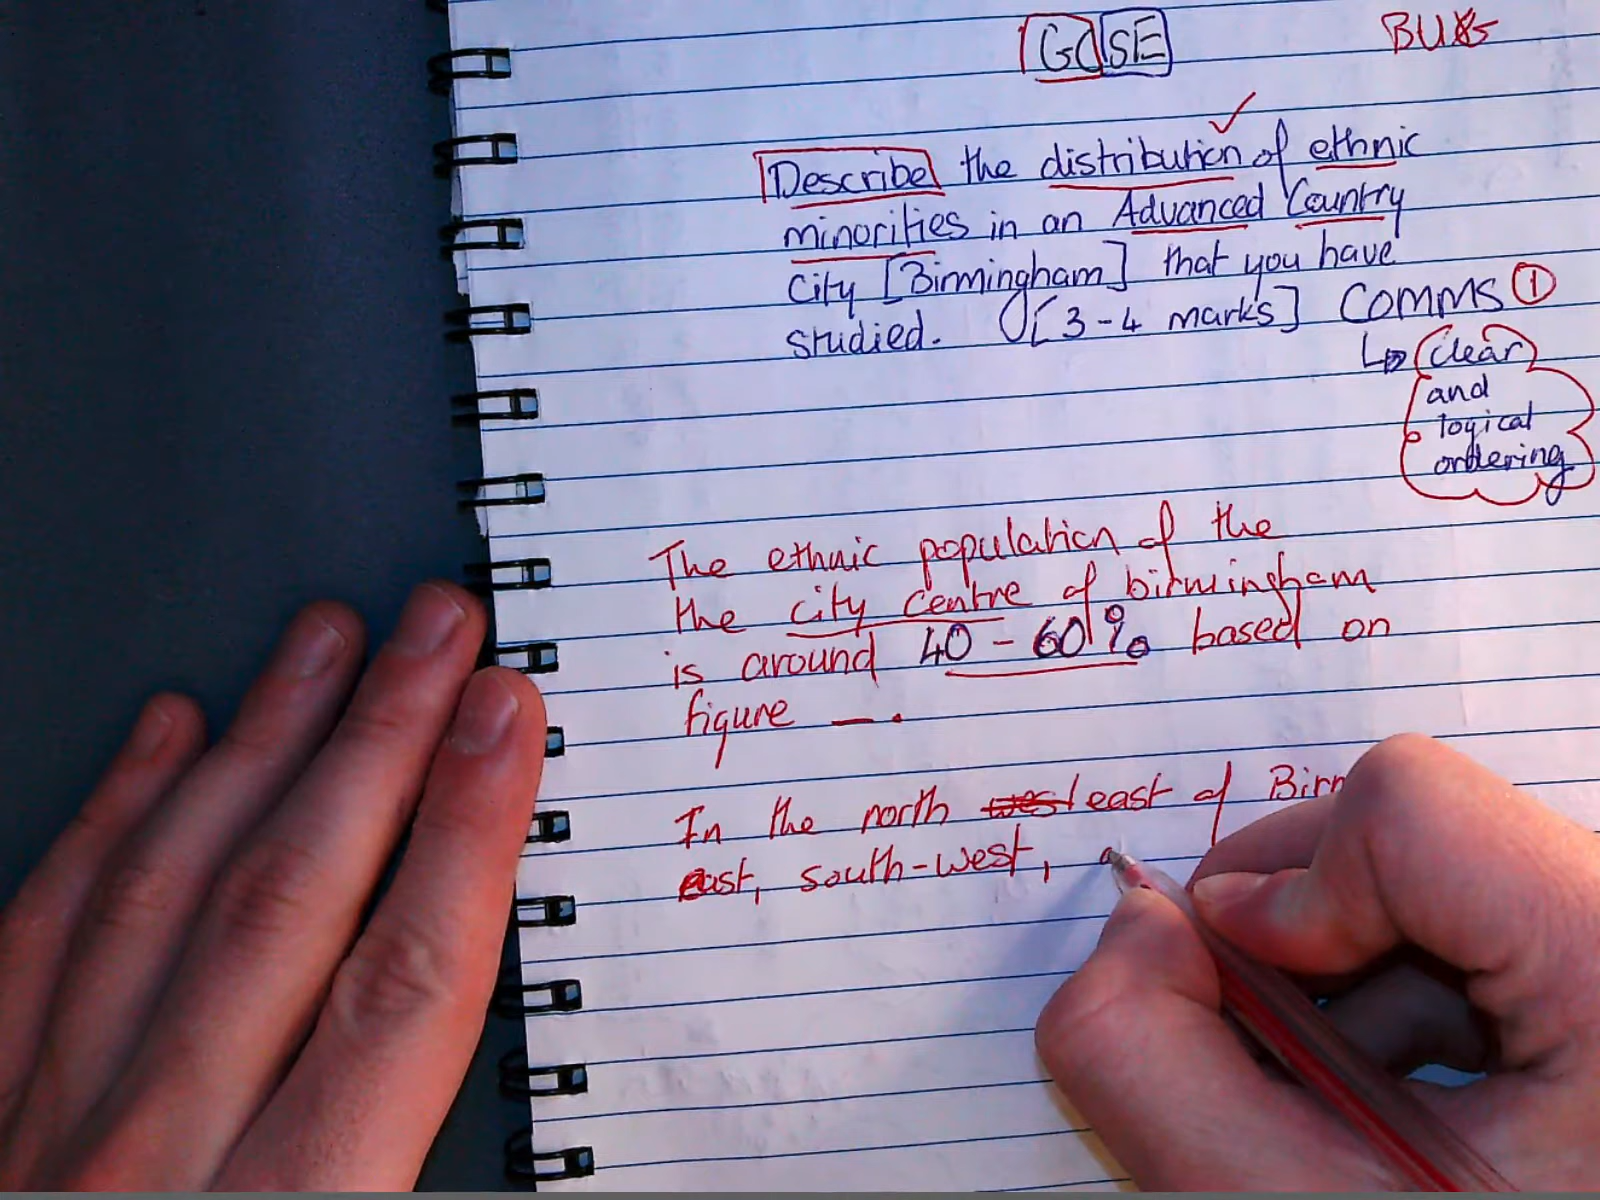 GCSE
BUGS
Describe the distribution of ethnic
minorities in an Advanced Country
City [Birmingham] that you have
studied. [3-4 marks] COMMS 1
clear
and
logical
ordering
The ethnic population of the
the city centre of birmingham
is around 40-60% based on
figure —.
In the north west east of
east, south-west,